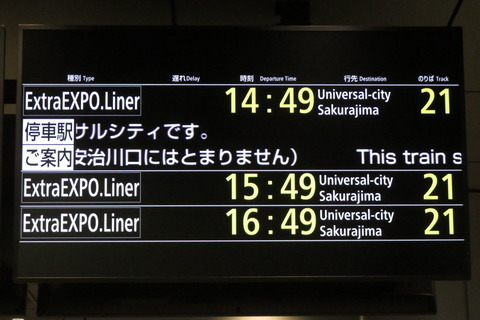 種別 Type 遅れ Delay 時刻 Departure Time 行先 Destination のりば Track
ExtraEXPO.Liner 14:49 Universal-city Sakurajima 21
停車駅 サルシティです。
ご案内 安治川口にはとまりません） This train s
ExtraEXPO.Liner 15:49 Universal-city Sakurajima 21
ExtraEXPO.Liner 16:49 Universal-city Sakurajima 21